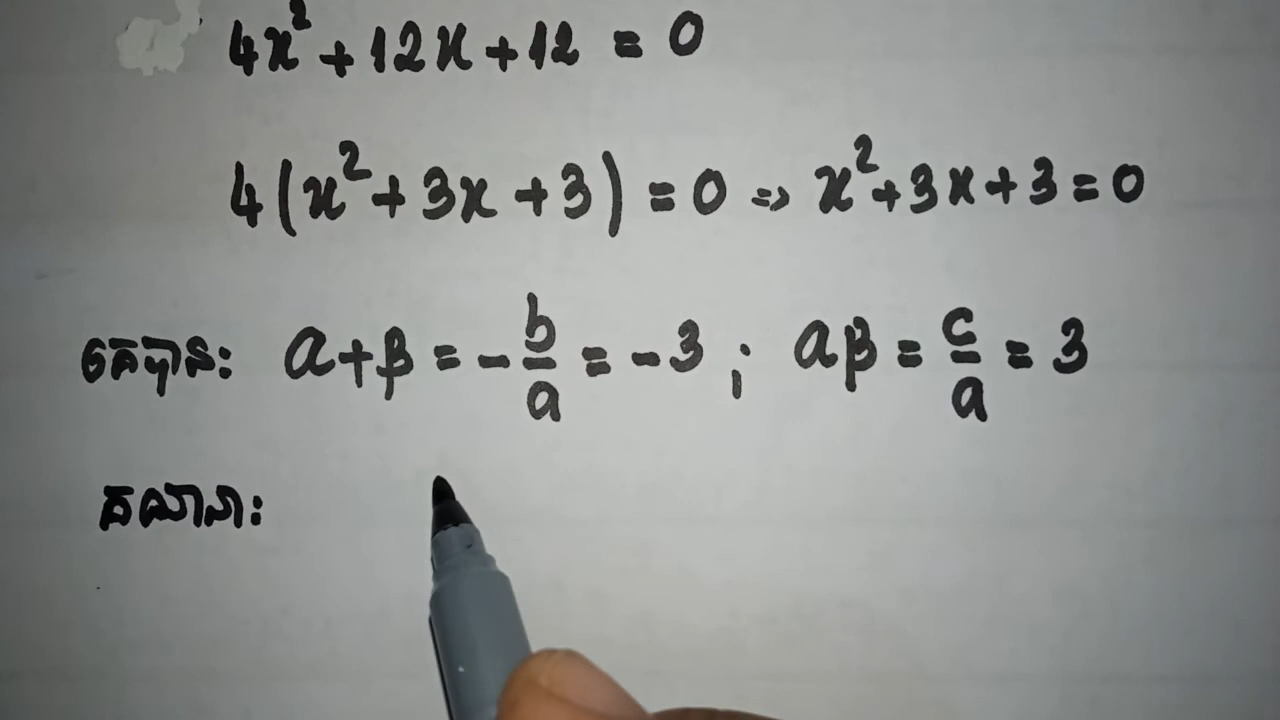 4x² + 12x + 12 = 0
4(x² + 3x + 3) = 0 ⇒ x² + 3x + 3 = 0
គេបាន: α+β = -b/a = -3 ; αβ = c/a = 3
គណនា: